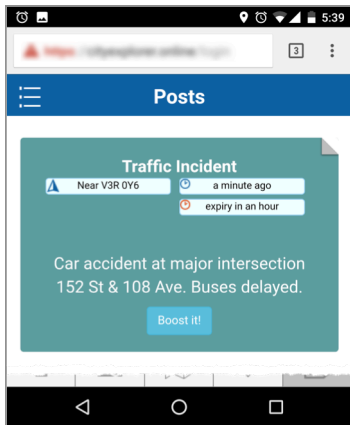 5:39
3
Posts
Traffic Incident
Near V3R 0Y6
a minute ago
expiry in an hour
Car accident at major intersection
152 St & 108 Ave. Buses delayed.
Boost it!